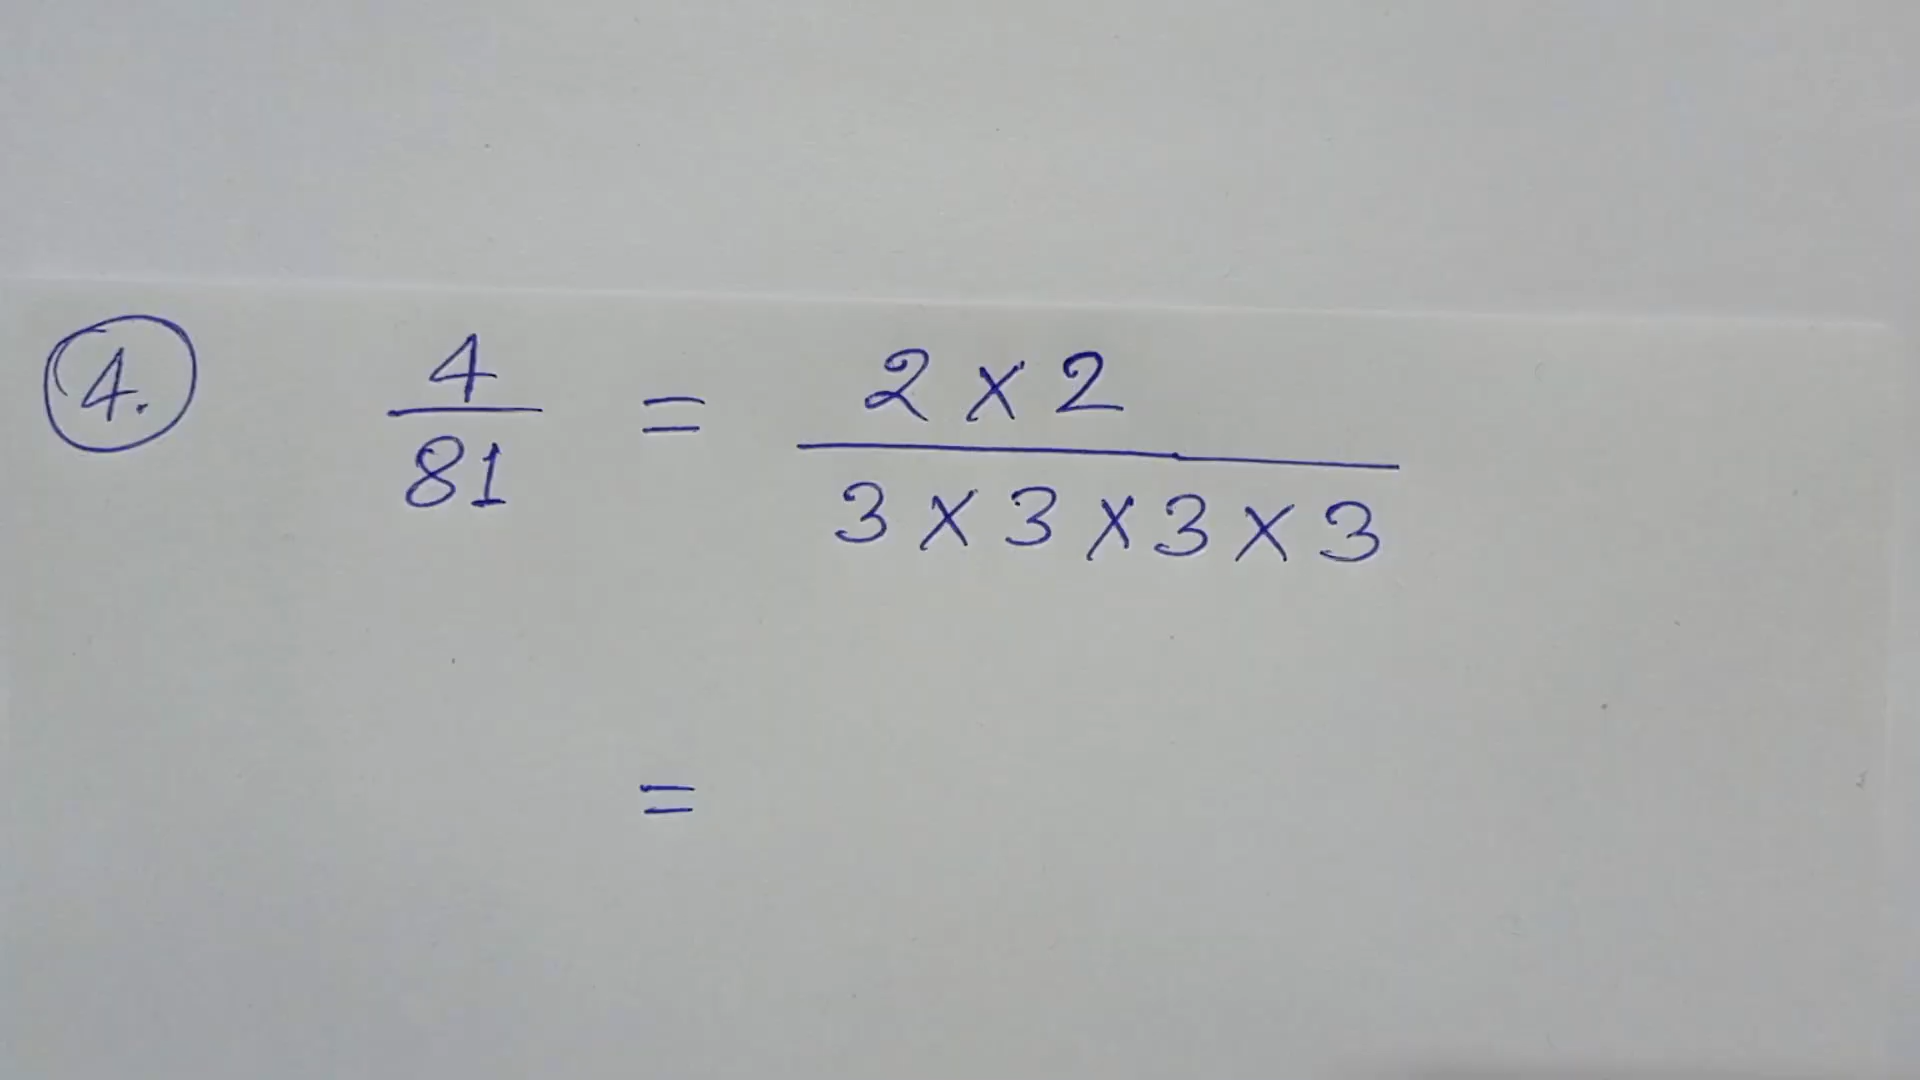 4. 4/81 = 2 × 2 / 3 × 3 × 3 × 3
=